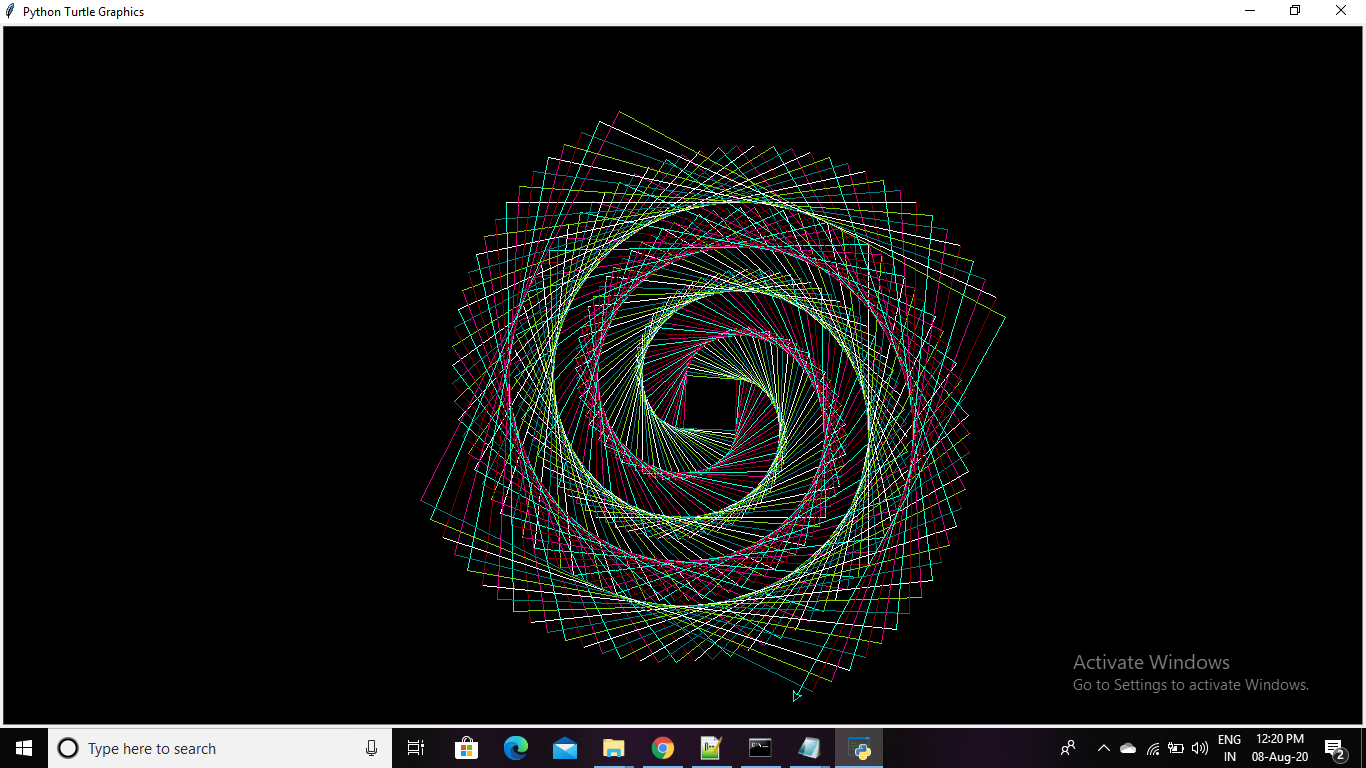 Python Turtle Graphics
Activate Windows
Go to Settings to activate Windows.
Type here to search
ENG
IN
12:20 PM
08-Aug-20
2